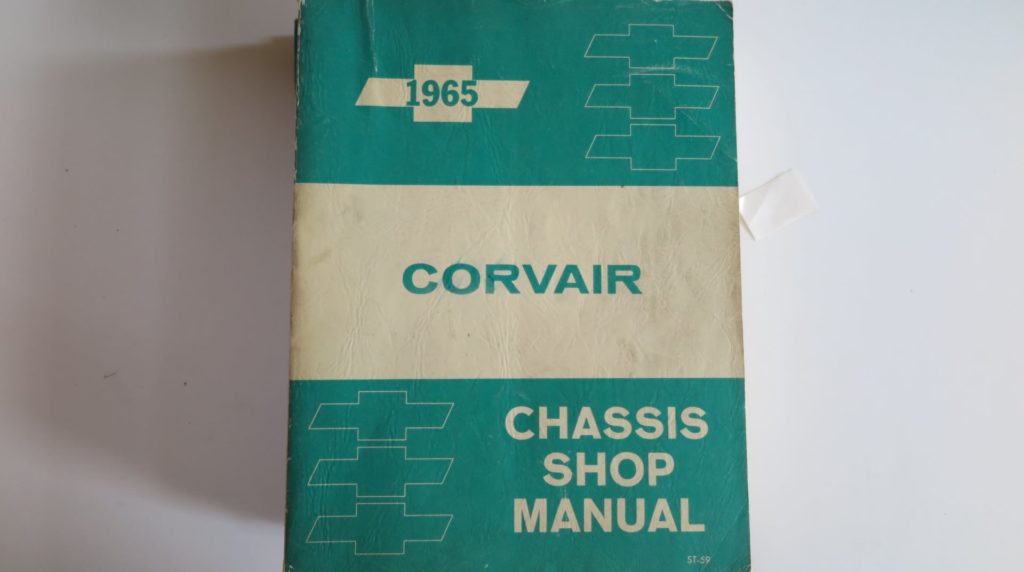 1965
CORVAIR
CHASSIS
SHOP
MANUAL
ST-59